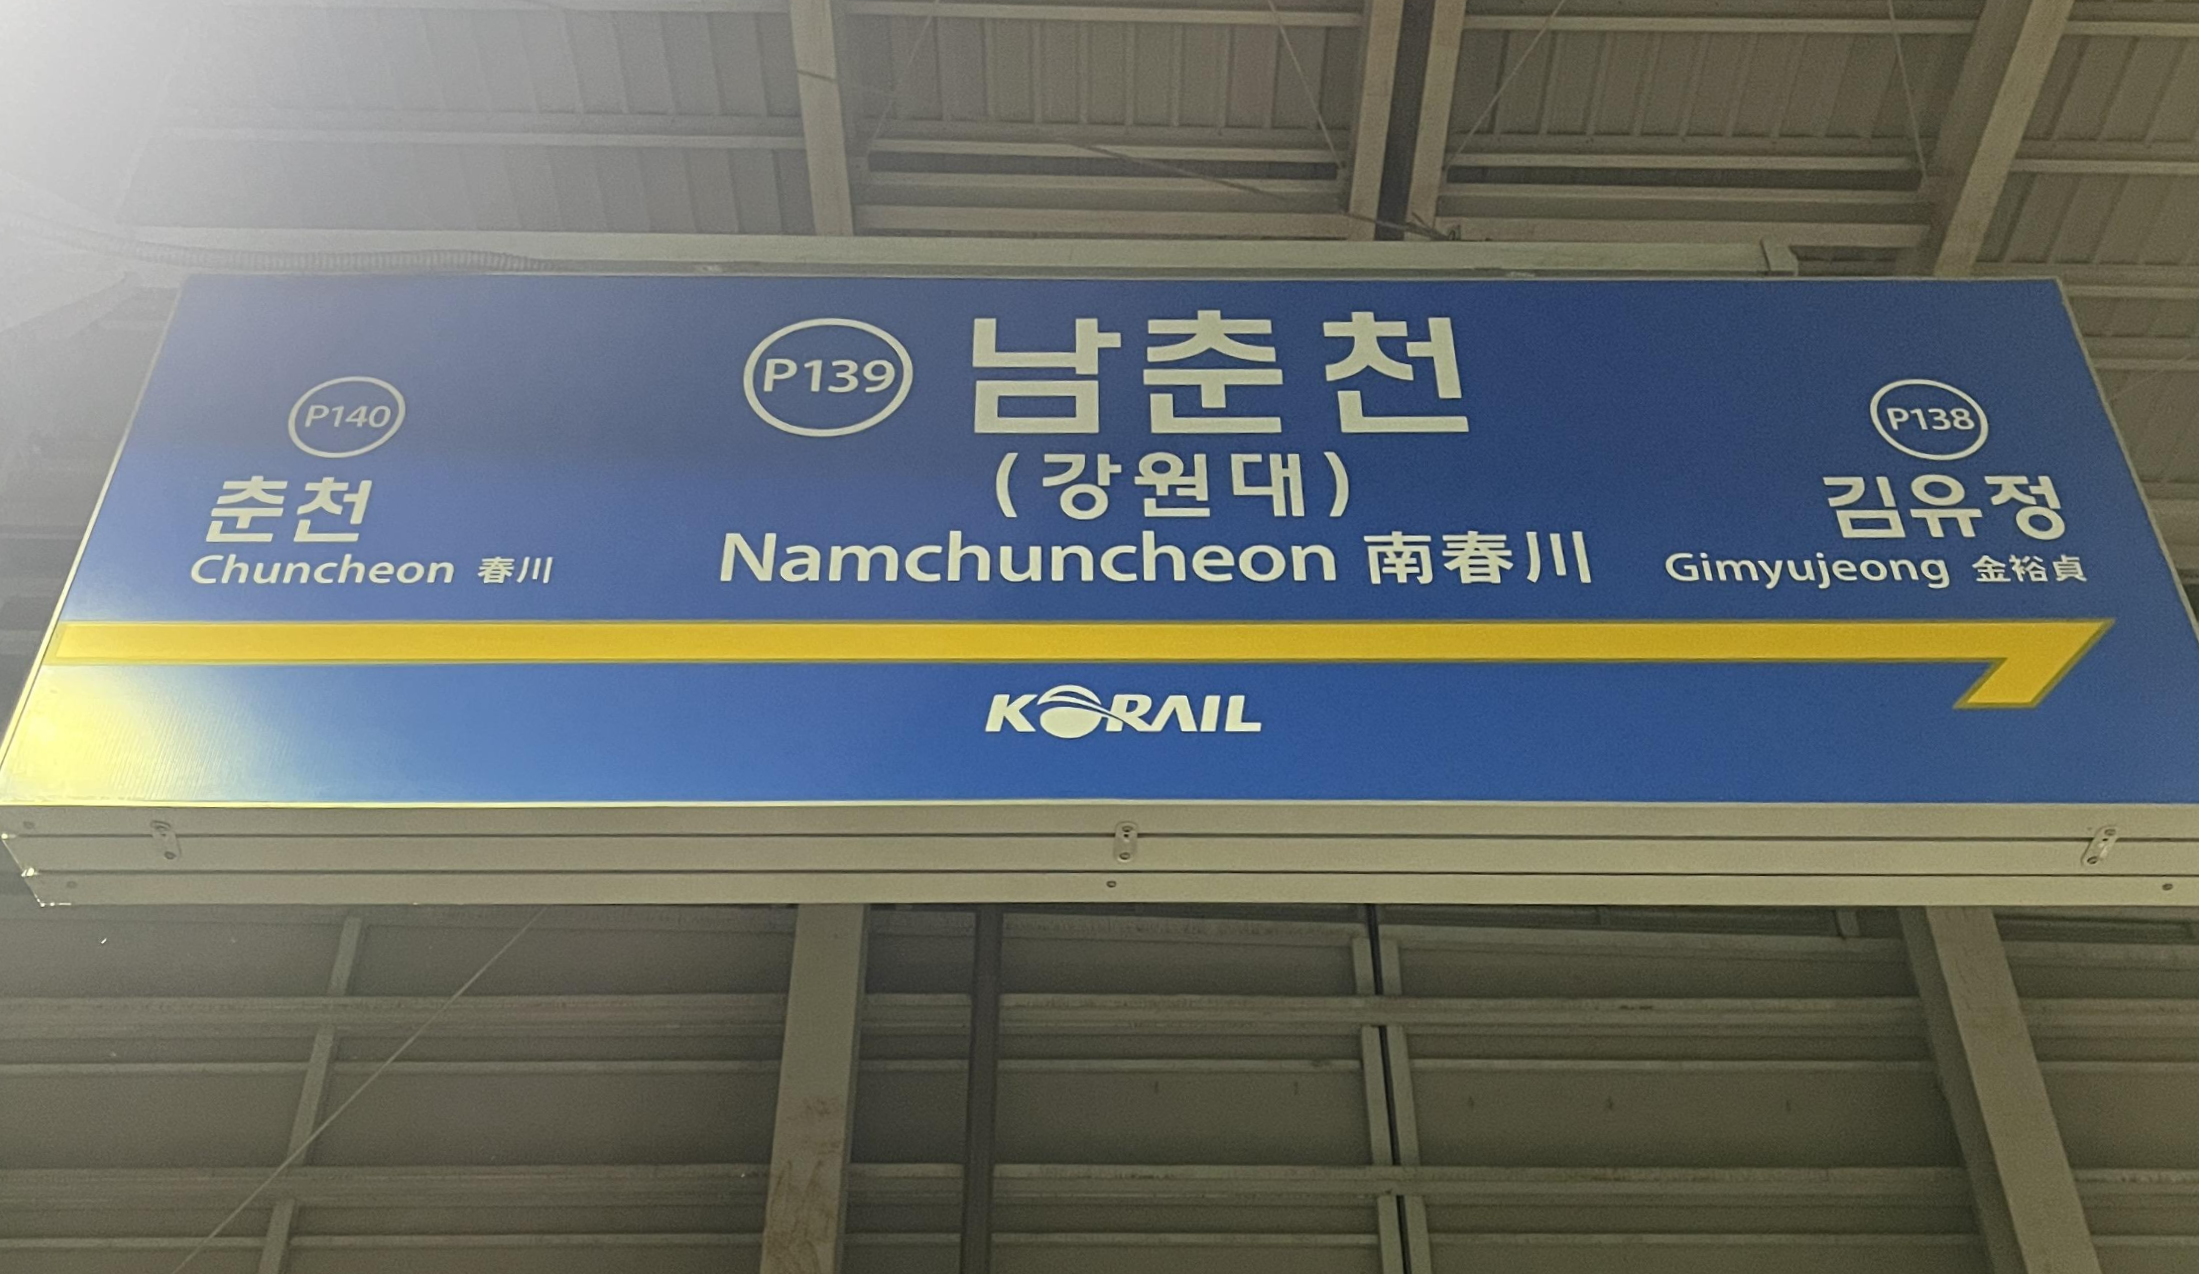 P139 남춘천
(강원대)
Namchuncheon 南春川
P140
춘천
Chuncheon 春川
P138
김유정
Gimyujeong 金裕貞
KORAIL